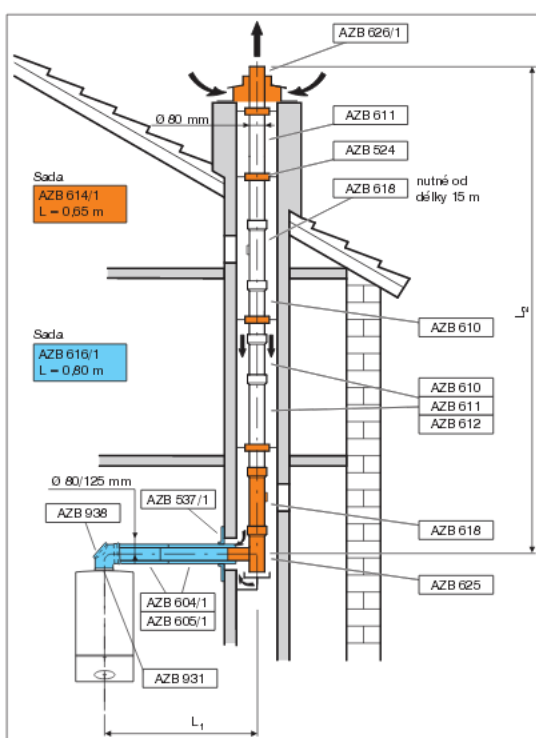 AZB 626/1
Ø 80 mm
AZB 611
AZB 524
Sada
AZB 614/1
L = 0,65 m
AZB 618
nutné od
délky 15 m
L2
AZB 610
Sada
AZB 616/1
L = 0,80 m
AZB 610
AZB 611
AZB 612
Ø 80/125 mm
AZB 537/1
AZB 938
AZB 618
AZB 604/1
AZB 605/1
AZB 625
AZB 931
L1